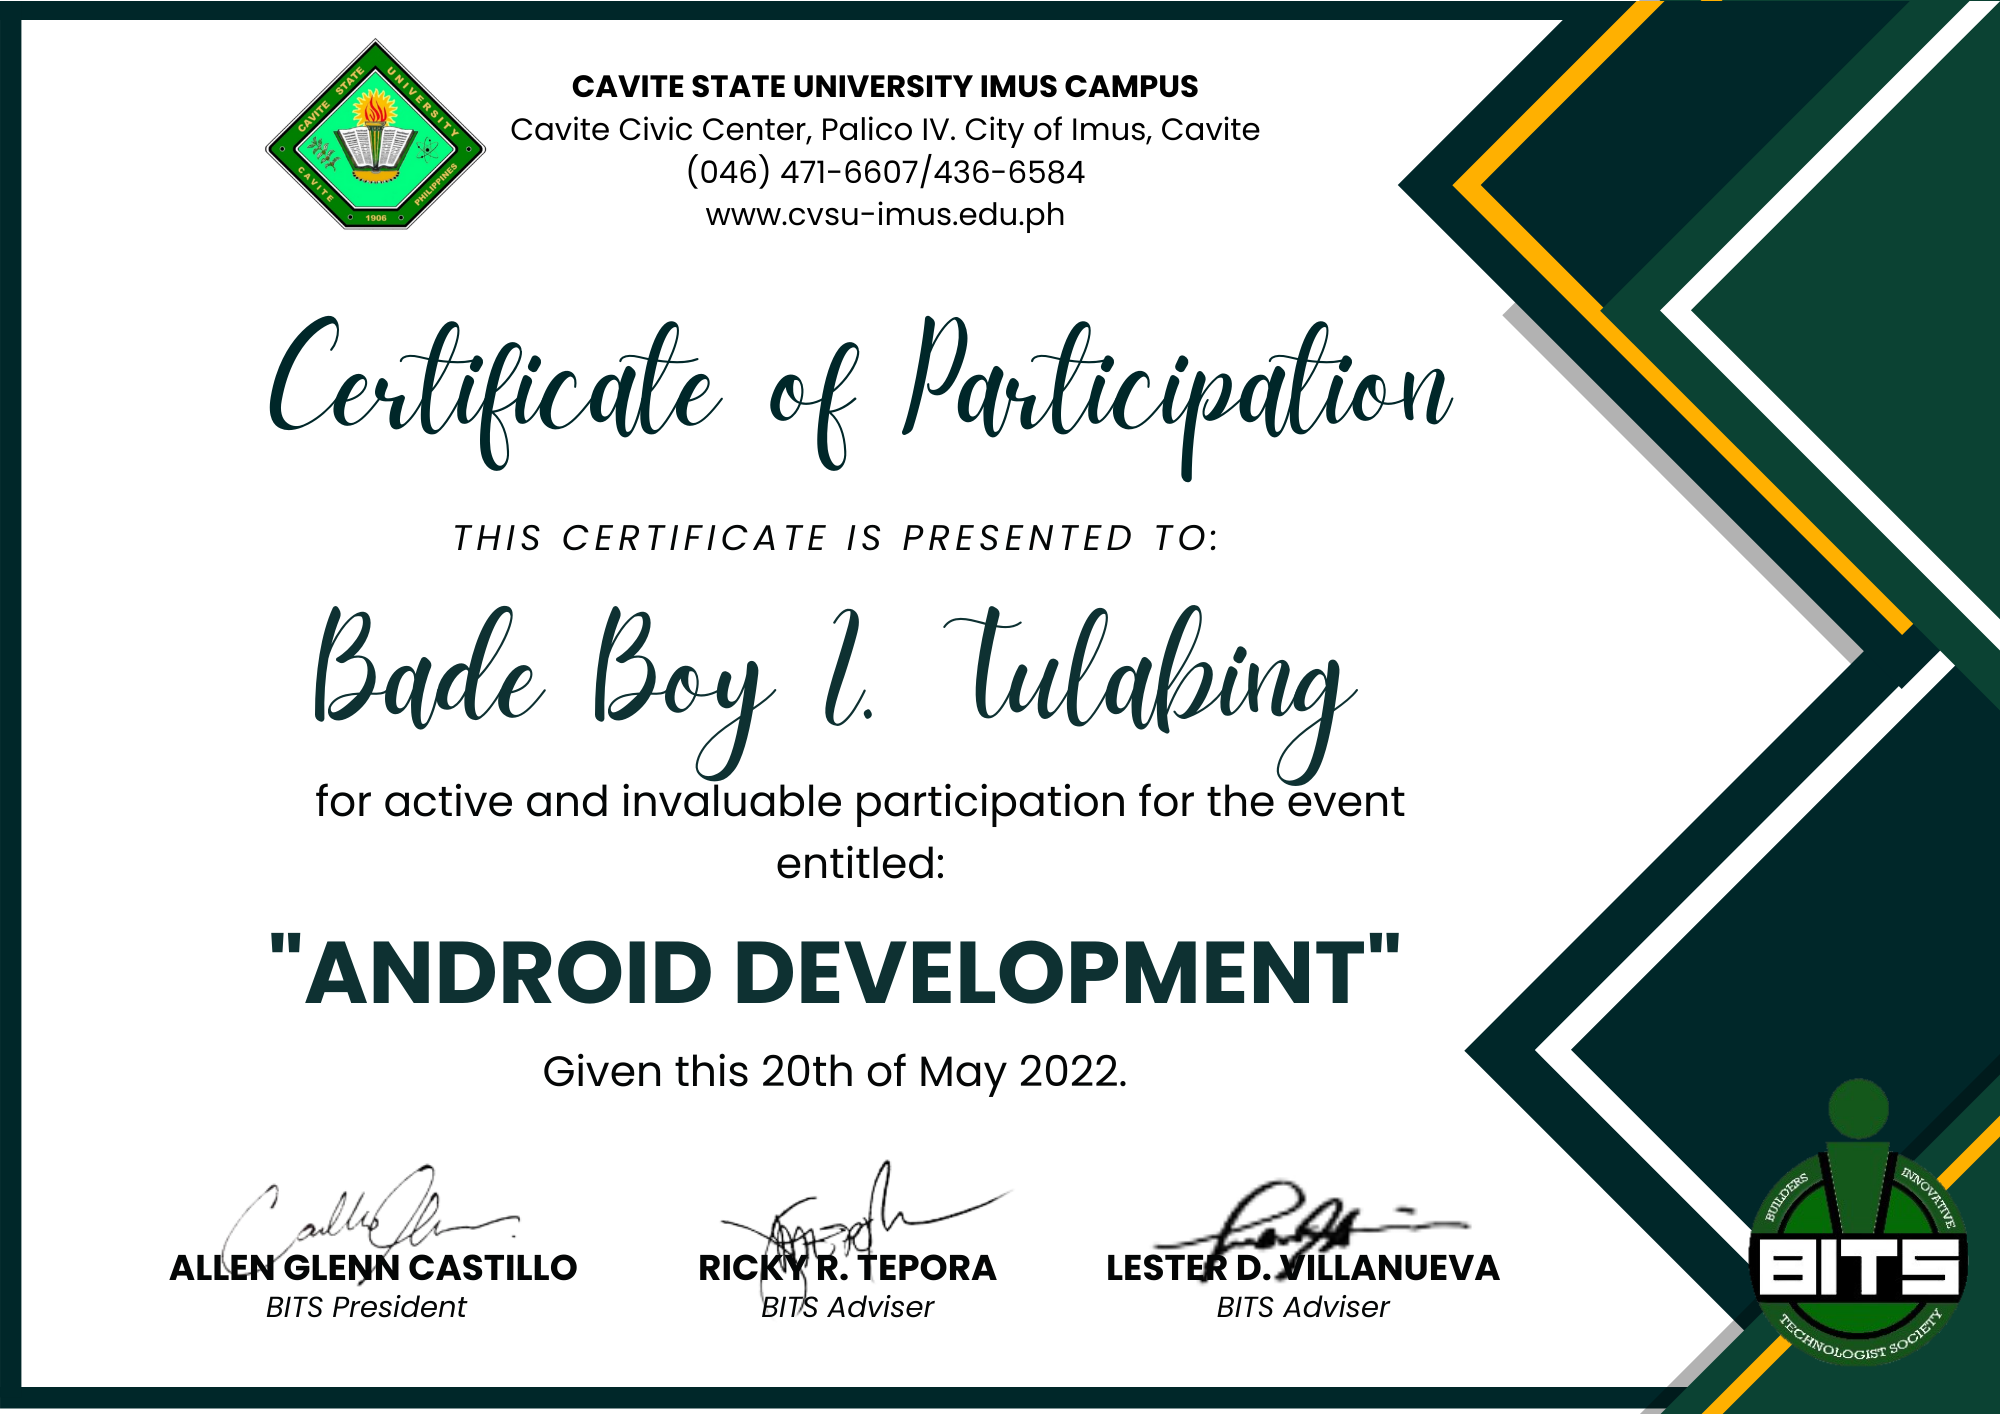 CAVITE STATE UNIVERSITY
CAVITE
PHILIPPINES
1906
CAVITE STATE UNIVERSITY IMUS CAMPUS
Cavite Civic Center, Palico IV. City of Imus, Cavite
(046) 471-6607/436-6584
www.cvsu-imus.edu.ph
Certificate of Participation
THIS CERTIFICATE IS PRESENTED TO:
Bade Boy I. Tulabing
for active and invaluable participation for the event
entitled:
"ANDROID DEVELOPMENT"
Given this 20th of May 2022.
ALLEN GLENN CASTILLO
BITS President
RICKY R. TEPORA
BITS Adviser
LESTER D. VILLANUEVA
BITS Adviser
BUILDERS
INNOVATIVE
BITS
TECHNOLOGIST SOCIETY